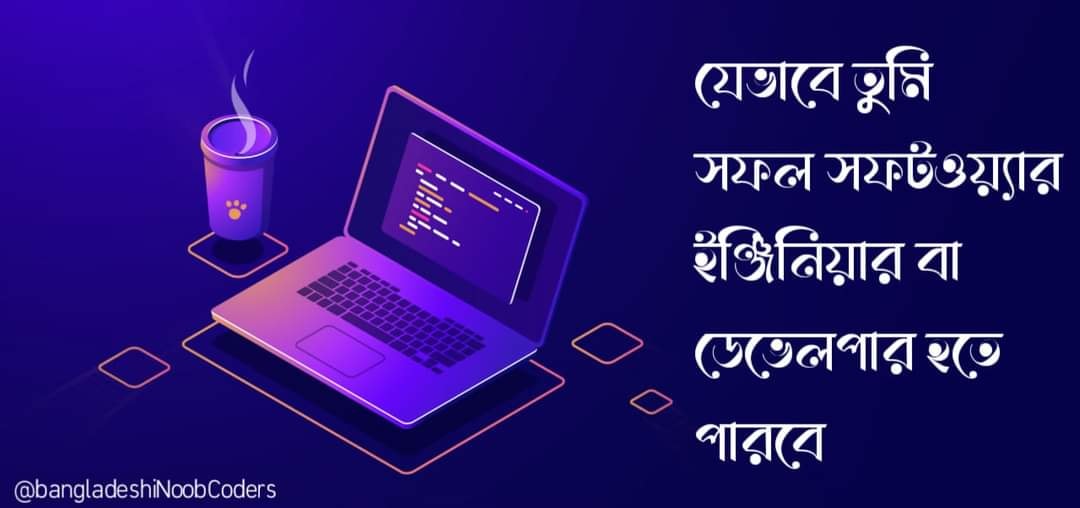 যেভাবে তুমি
সফল সফটওয়্যার
ইঞ্জিনিয়ার বা
ডেভেলপার হতে
পারবে
@bangladeshiNoobCoders